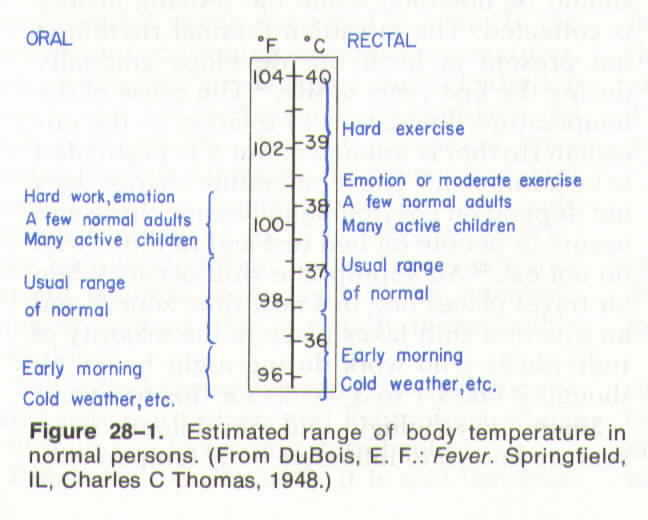 ORAL
°F °C
RECTAL
104 40
Hard exercise
102 39
Emotion or moderate exercise
Hard work, emotion
A few normal adults
38
A few normal adults
Many active children
100
Many active children
Usual range
of normal
37
Usual range
of normal
98
36
Early morning
Cold weather, etc.
96
Early morning
Cold weather, etc.
Figure 28–1. Estimated range of body temperature in
normal persons. (From DuBois, E. F.: Fever. Springfield,
IL, Charles C Thomas, 1948.)